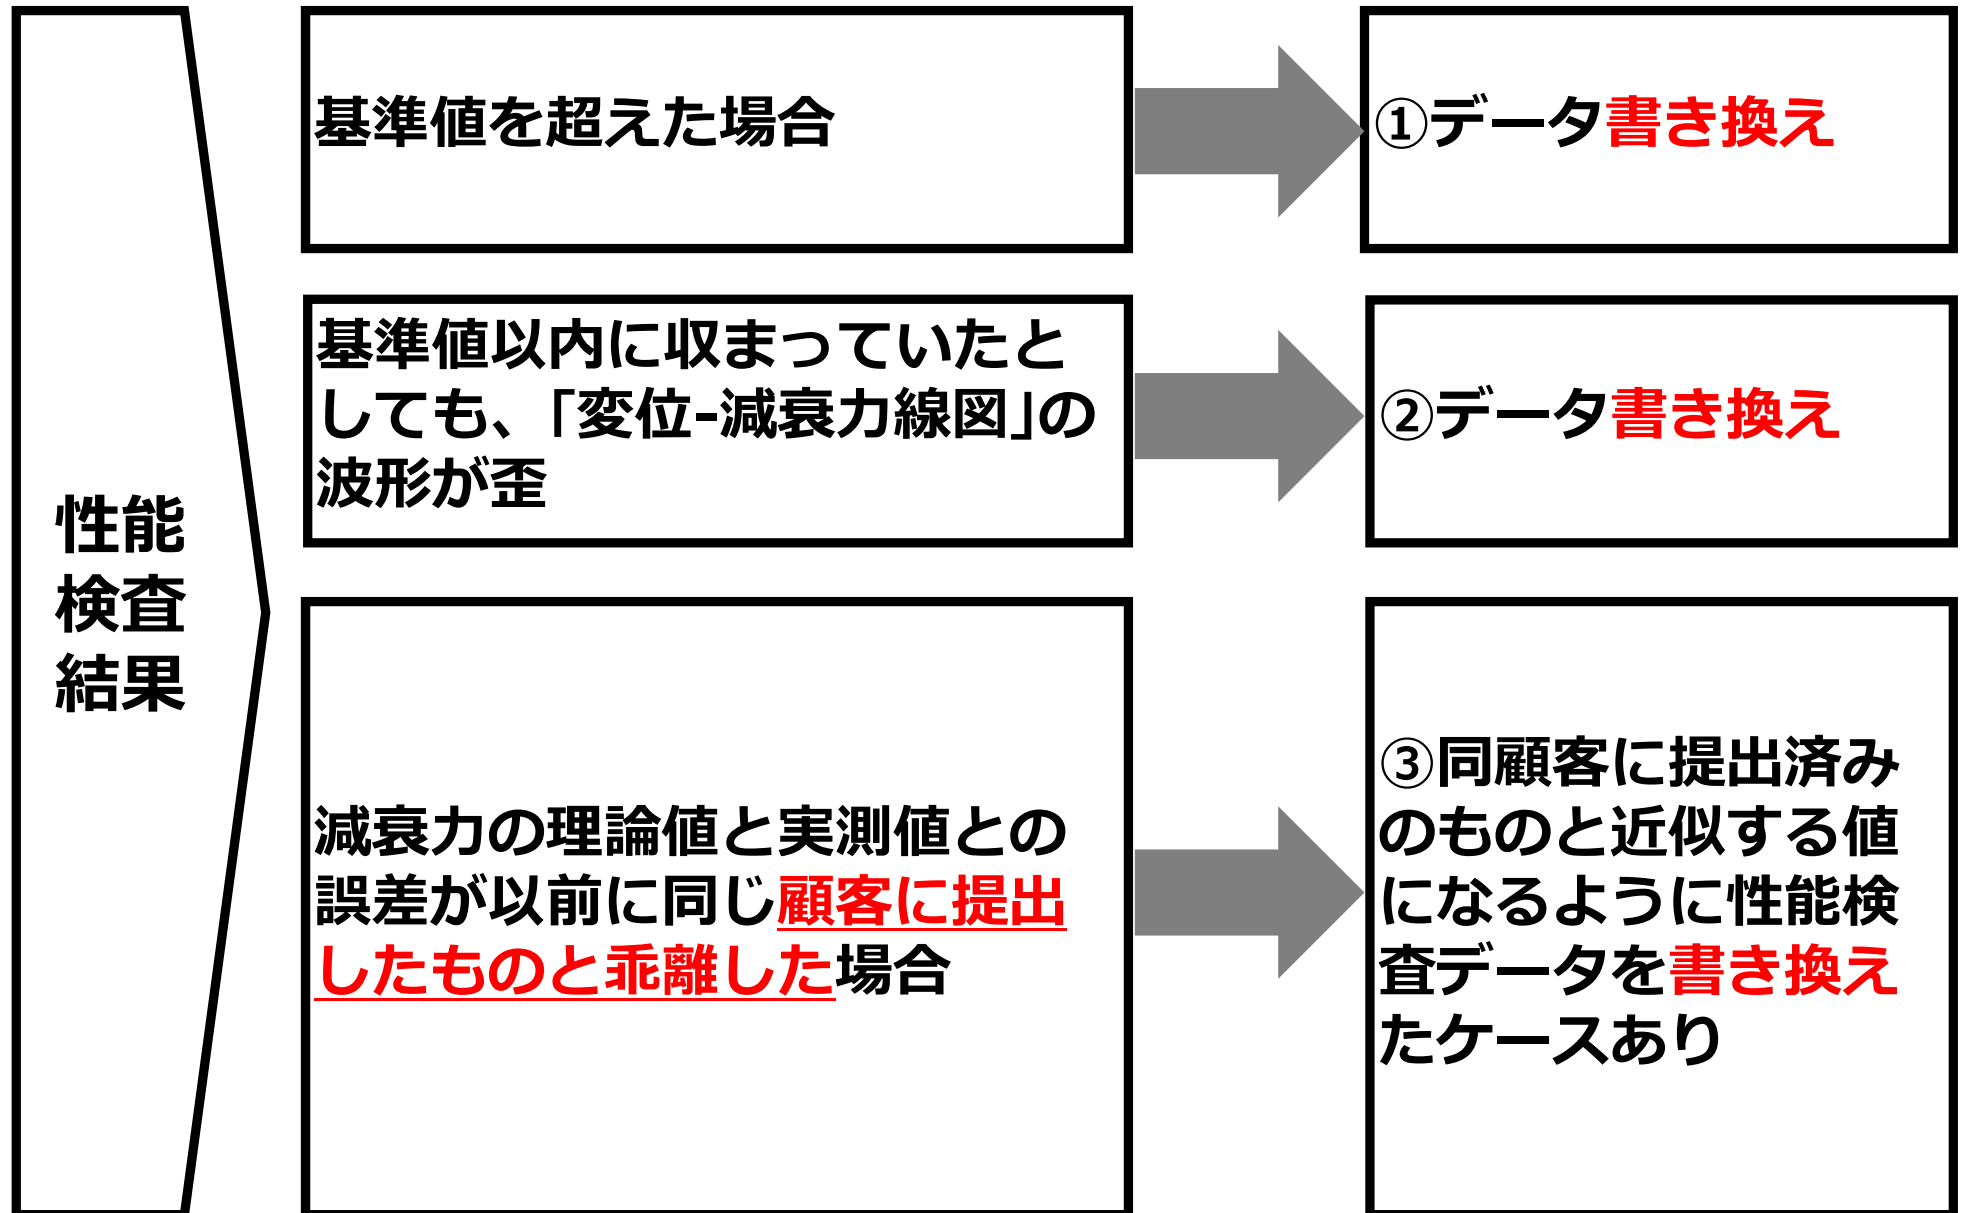 性能
検査
結果
基準値を超えた場合
①データ書き換え
基準値以内に収まっていたと
しても、「変位-減衰力線図」の
波形が歪
②データ書き換え
減衰力の理論値と実測値との
誤差が以前に同じ顧客に提出
したものと乖離した場合
③同顧客に提出済み
のものと近似する値
になるように性能検
査データを書き換え
たケースあり